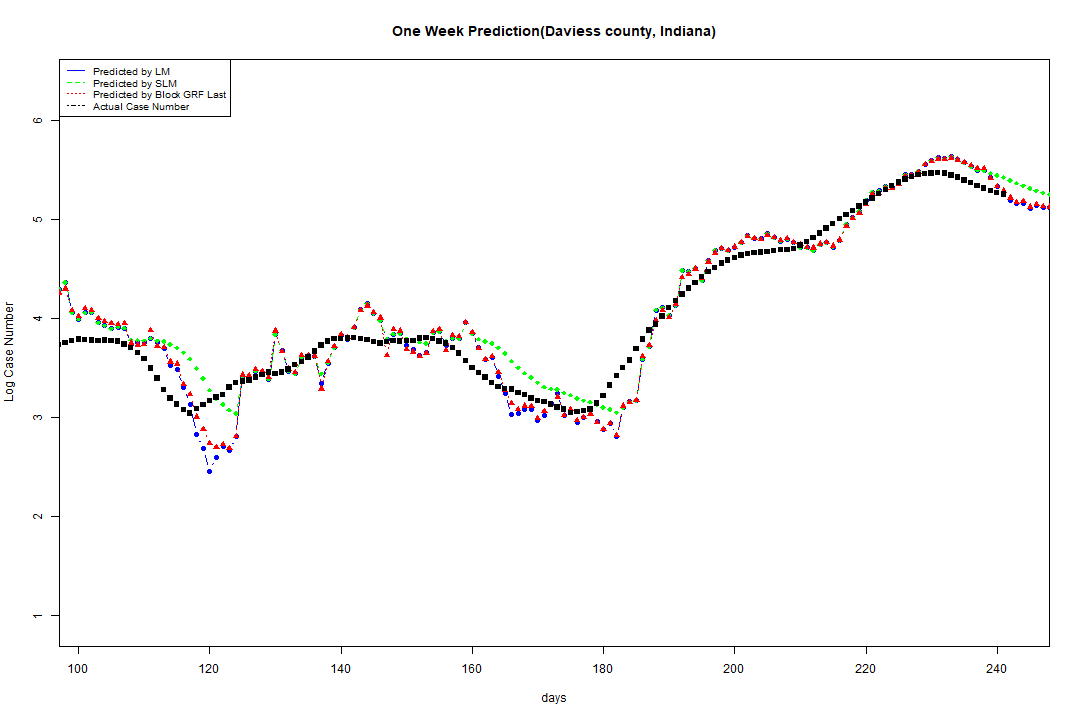 One Week Prediction(Daviess county, Indiana)
Predicted by LM
Predicted by SLM
Predicted by Block GRF Last
Actual Case Number
Log Case Number
6
5
4
3
2
1
100 120 140 160 180 200 220 240
days